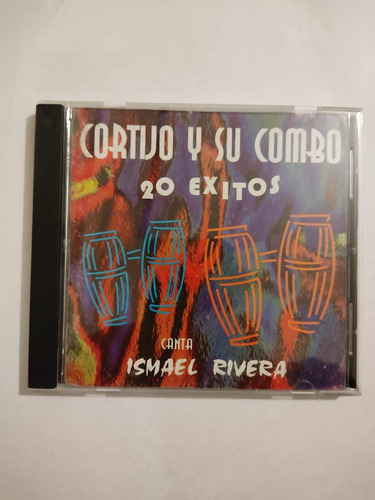 CORTIJO Y SU COMBO
20 EXITOS
CANTA
ISMAEL RIVERA